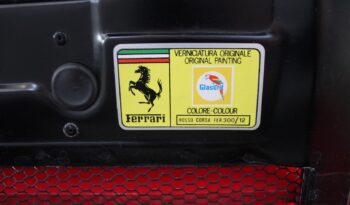 VERNICIATURA ORIGINALE
ORIGINAL PAINTING
Glasurit
COLORE-COLOUR
Ferrari
ROSSO CORSA FER.300/12